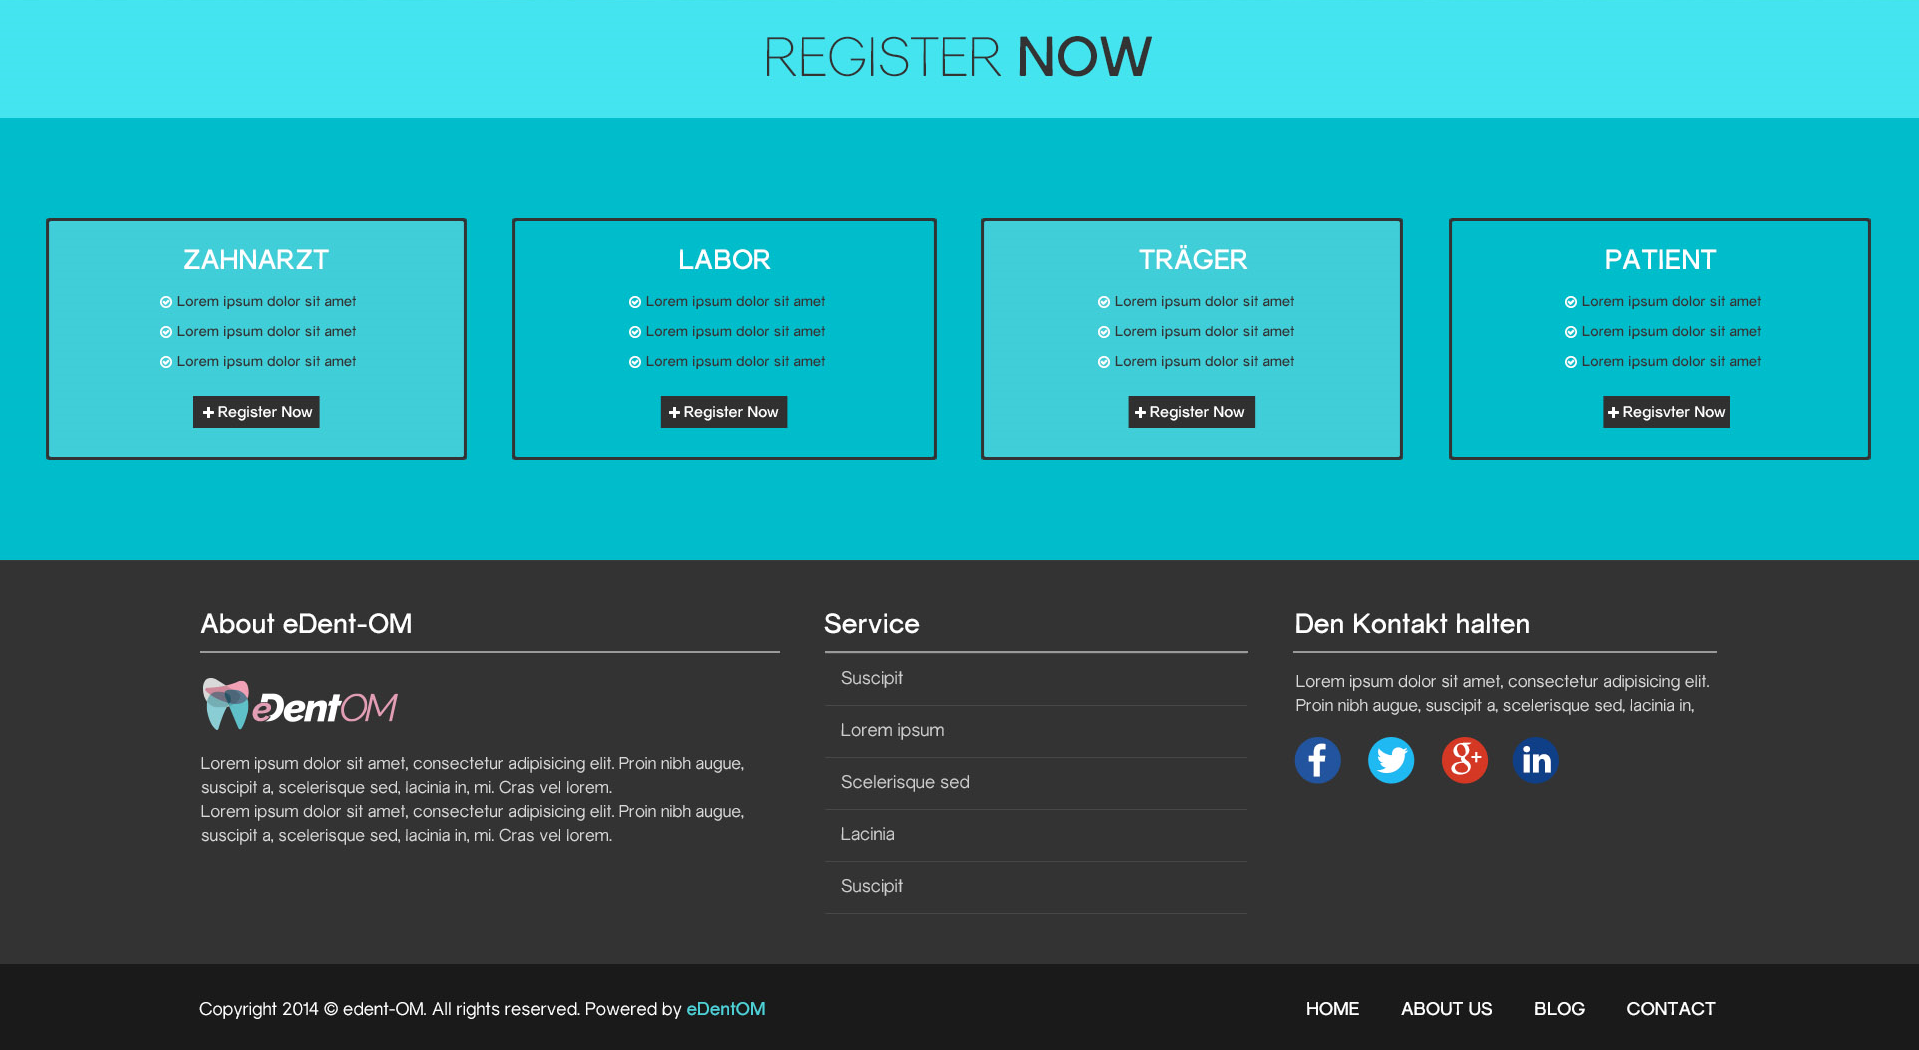 REGISTER NOW
ZAHNARZT
Lorem ipsum dolor sit amet
Lorem ipsum dolor sit amet
Lorem ipsum dolor sit amet
Register Now
LABOR
Lorem ipsum dolor sit amet
Lorem ipsum dolor sit amet
Lorem ipsum dolor sit amet
Register Now
TRÄGER
Lorem ipsum dolor sit amet
Lorem ipsum dolor sit amet
Lorem ipsum dolor sit amet
Register Now
PATIENT
Lorem ipsum dolor sit amet
Lorem ipsum dolor sit amet
Lorem ipsum dolor sit amet
Regisvter Now
About eDent-OM
eDentOM
Lorem ipsum dolor sit amet, consectetur adipisicing elit. Proin nibh augue,
suscipit a, scelerisque sed, lacinia in, mi. Cras vel lorem.
Lorem ipsum dolor sit amet, consectetur adipisicing elit. Proin nibh augue,
suscipit a, scelerisque sed, lacinia in, mi. Cras vel lorem.
Service
Suscipit
Lorem ipsum
Scelerisque sed
Lacinia
Suscipit
Den Kontakt halten
Lorem ipsum dolor sit amet, consectetur adipisicing elit.
Proin nibh augue, suscipit a, scelerisque sed, lacinia in,
f
g+
in
Copyright 2014 © edent-OM. All rights reserved. Powered by eDentOM
HOME ABOUT US BLOG CONTACT